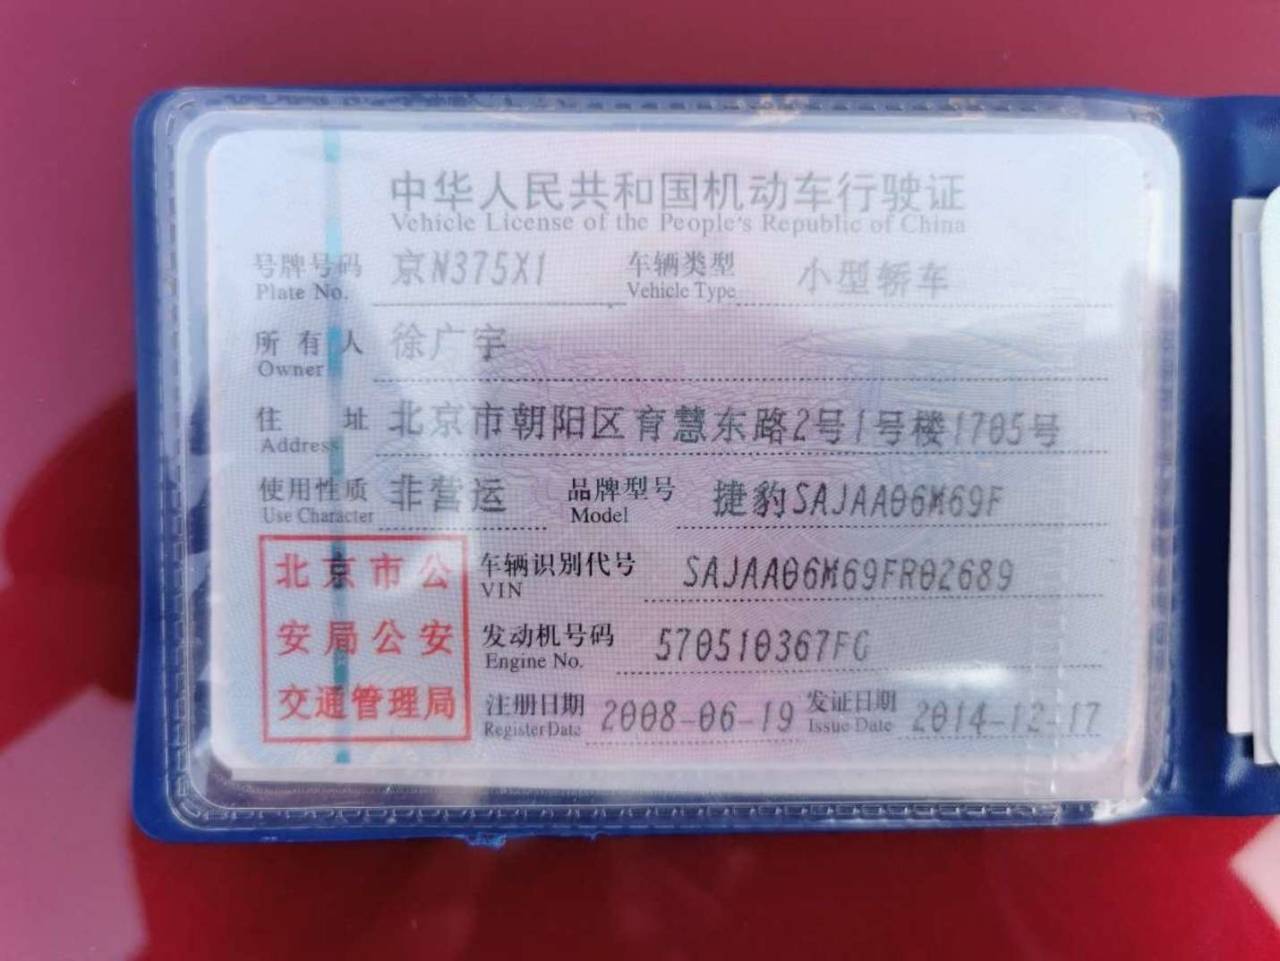 中华人民共和国机动车行驶证
Vehicle License of the People's Republic of China
号牌号码 京N375X1 车辆类型 小型轿车
Plate No. Vehicle Type
所有人 徐广宇
Owner
住址 北京市朝阳区育慧东路2号1号楼1705号
Address
使用性质 非营运 品牌型号 捷豹SAJAA06M69F
Use Character Model
北京市公 车辆识别代号 SAJAA06M69FR02689
VIN
安局公安 发动机号码 570510367FG
Engine No.
交通管理局 注册日期 2008-06-19 发证日期 2014-12-17
Register Date Issue Date